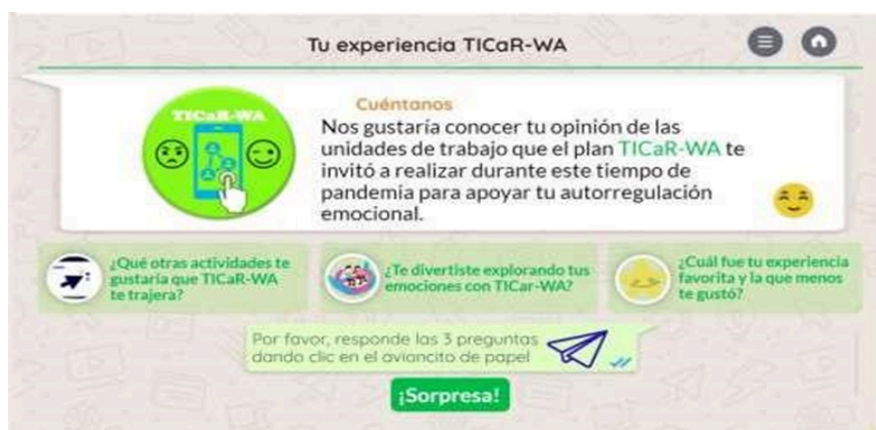 Tu experiencia TICaR-WA
TICaR-WA
Cuéntanos
Nos gustaría conocer tu opinión de las
unidades de trabajo que el plan TICaR-WA te
invitó a realizar durante este tiempo de
pandemia para apoyar tu autorregulación
emocional.
¿Qué otras actividades te
gustaría que TICaR-WA
te trajera?
¿Te divertiste explorando tus
emociones con TICar-WA?
¿Cuál fue tu experiencia
favorita y la que menos
te gustó?
Por favor, responde las 3 preguntas
dando clic en el avioncito de papel
¡Sorpresa!